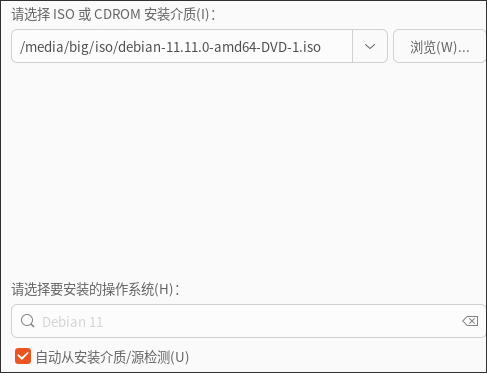 请选择 ISO 或 CDROM 安装介质(I)：
/media/big/iso/debian-11.11.0-amd64-DVD-1.iso
浏览(W)...
请选择要安装的操作系统(H)：
Debian 11
自动从安装介质/源检测(U)